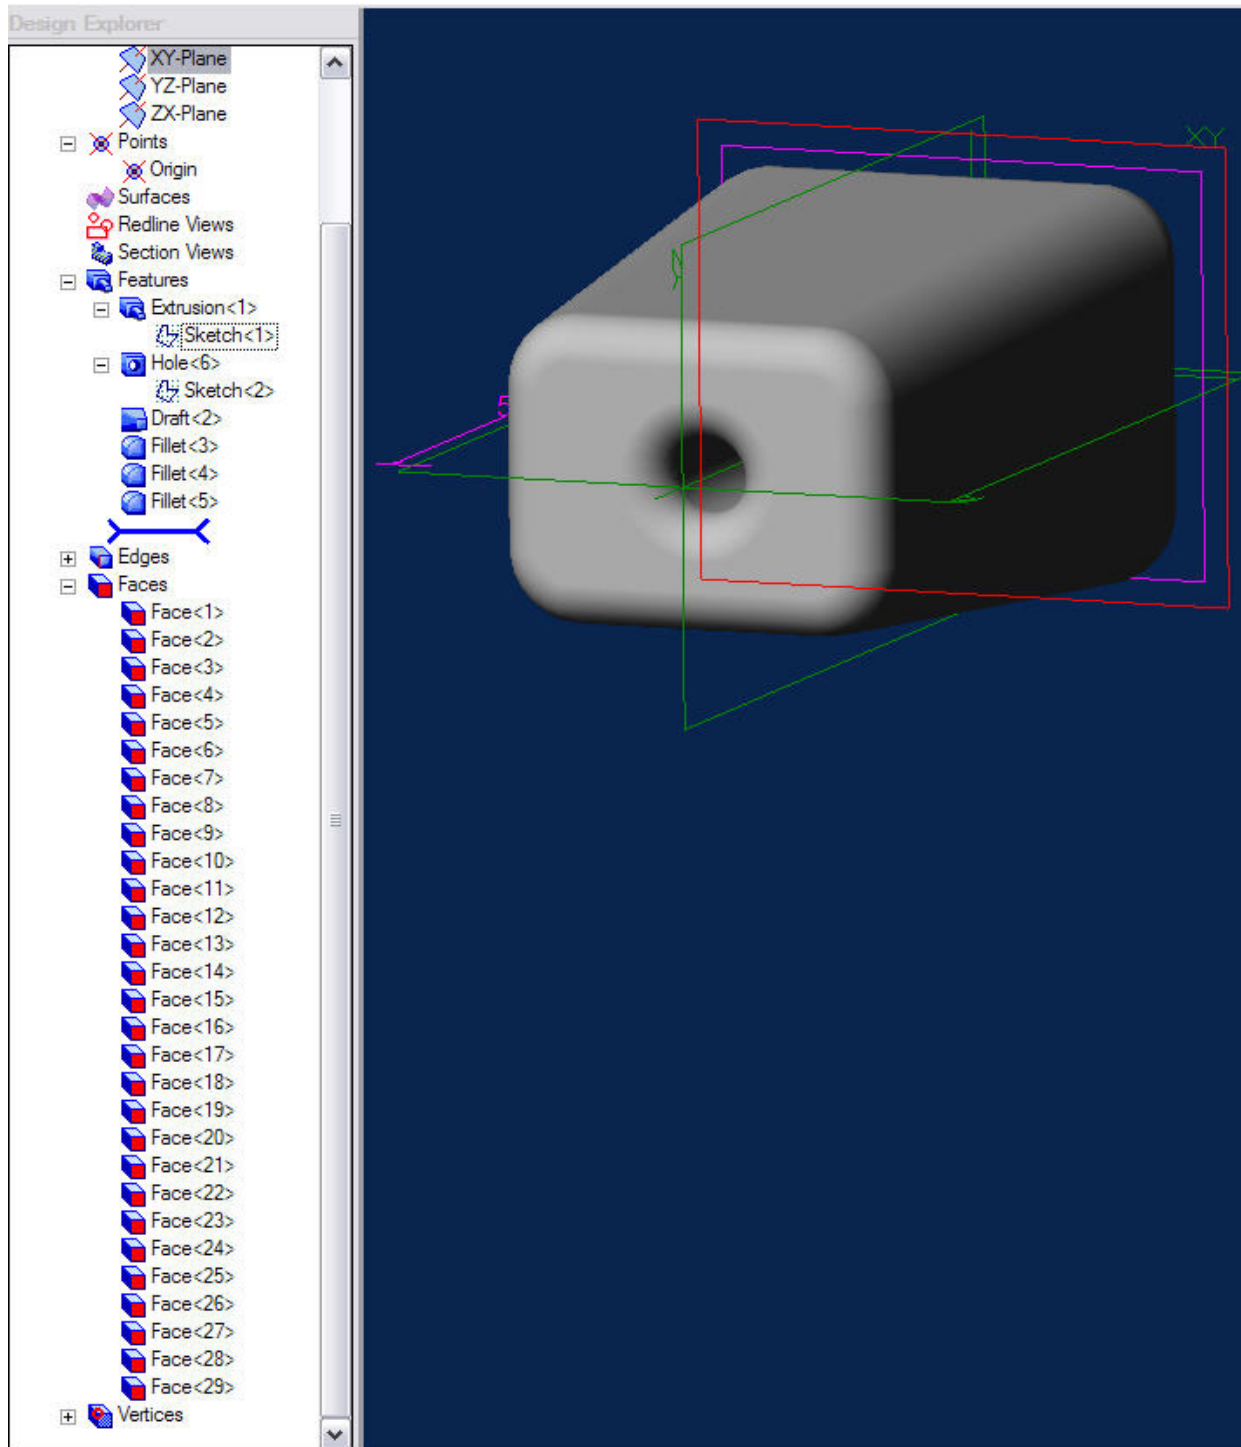 Design Explorer
XY-Plane
YZ-Plane
ZX-Plane
Points
Origin
Surfaces
Redline Views
Section Views
Features
Extrusion<1>
Sketch<1>
Hole<6>
Sketch<2>
Draft<2>
Fillet<3>
Fillet<4>
Fillet<5>
Edges
Faces
Face<1>
Face<2>
Face<3>
Face<4>
Face<5>
Face<6>
Face<7>
Face<8>
Face<9>
Face<10>
Face<11>
Face<12>
Face<13>
Face<14>
Face<15>
Face<16>
Face<17>
Face<18>
Face<19>
Face<20>
Face<21>
Face<22>
Face<23>
Face<24>
Face<25>
Face<26>
Face<27>
Face<28>
Face<29>
Vertices
XY